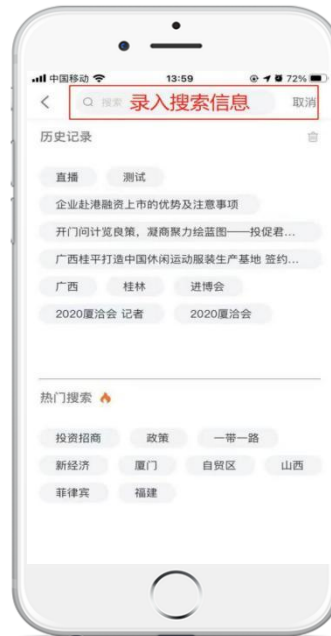 中国移动 13:59 72%
搜索 录入搜索信息 取消
历史记录
直播 测试
企业赴港融资上市的优势及注意事项
开门问计览良策，凝商聚力绘蓝图——投促君...
广西桂平打造中国休闲运动服装生产基地 签约...
广西 桂林 进博会
2020厦洽会 记者 2020厦洽会
热门搜索
投资招商 政策 一带一路
新经济 厦门 自贸区 山西
菲律宾 福建